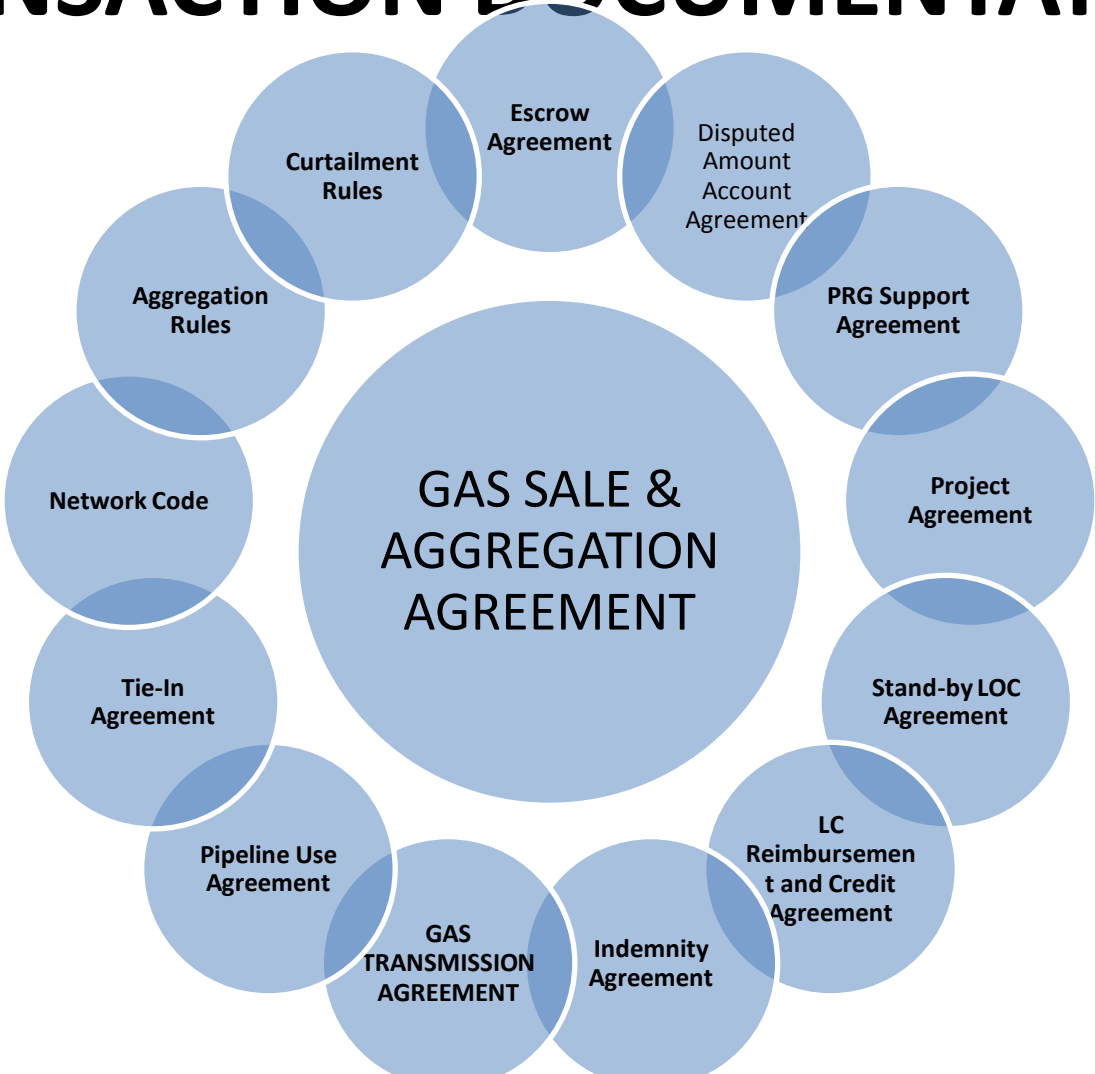 NSACTION DOCUMENTAT
Escrow
Agreement
Disputed
Amount
Account
Agreement
PRG Support
Agreement
Project
Agreement
Stand-by LOC
Agreement
LC
Reimbursemen
t and Credit
Agreement
Indemnity
Agreement
GAS
TRANSMISSION
AGREEMENT
Pipeline Use
Agreement
Tie-In
Agreement
Network Code
Aggregation
Rules
Curtailment
Rules
GAS SALE &
AGGREGATION
AGREEMENT